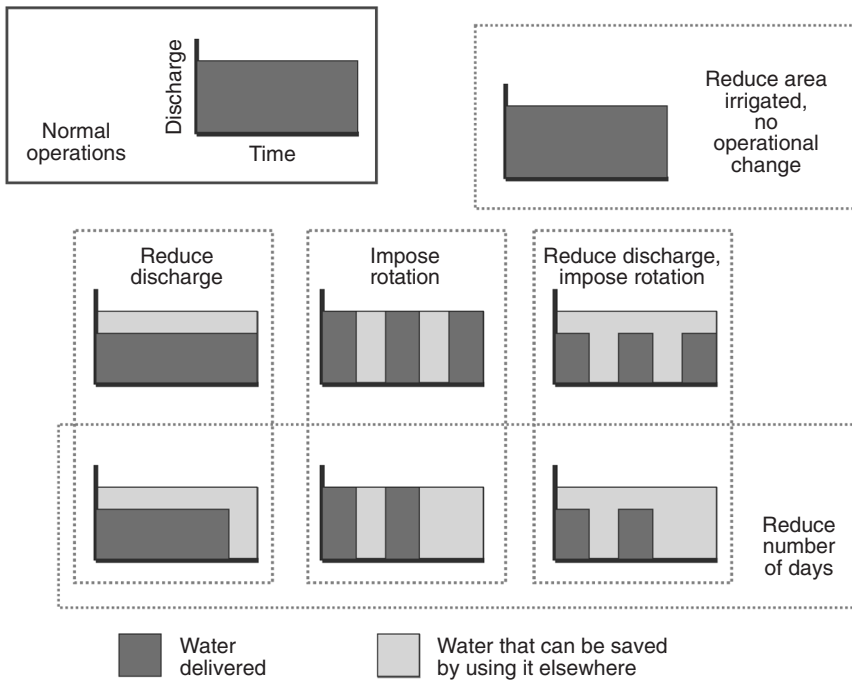 Normal
operations
Discharge
Time
Reduce area
irrigated,
no
operational
change
Reduce
discharge
Impose
rotation
Reduce discharge,
impose rotation
Reduce
number
of days
Water
delivered
Water that can be saved
by using it elsewhere